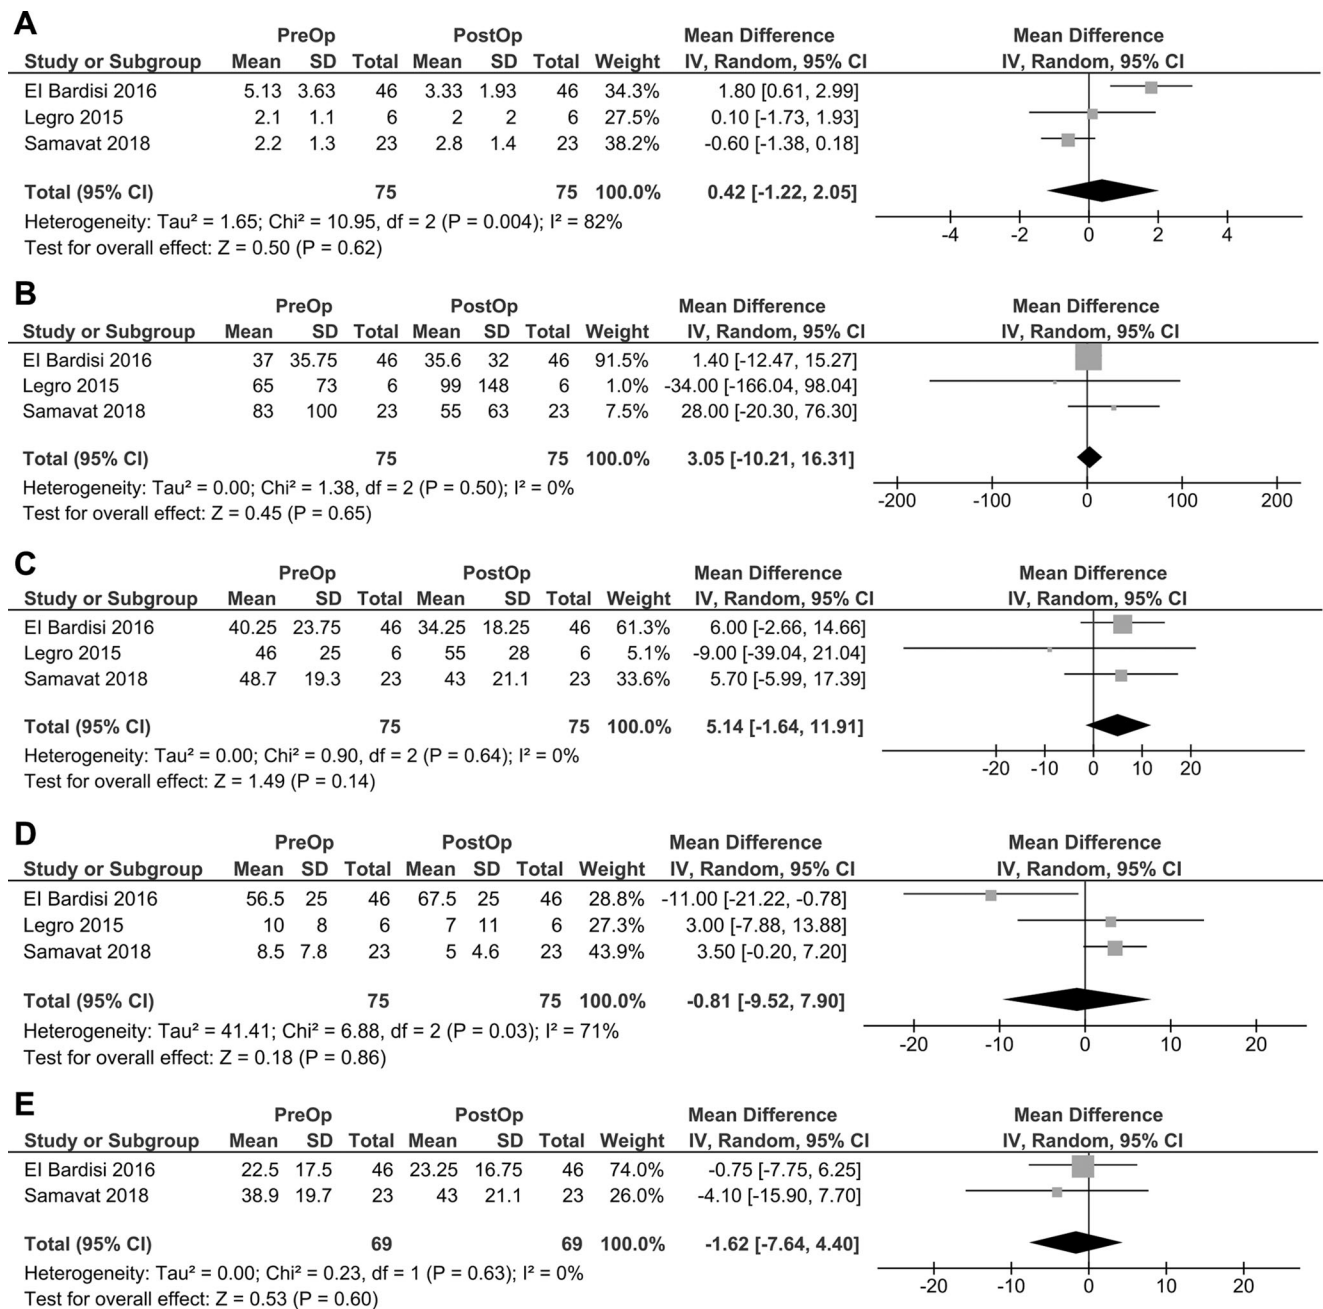 A
PreOp PostOp Mean Difference Mean Difference
Study or Subgroup Mean SD Total Mean SD Total Weight IV, Random, 95% CI IV, Random, 95% CI
El Bardisi 2016 5.13 3.63 46 3.33 1.93 46 34.3% 1.80 [0.61, 2.99]
Legro 2015 2.1 1.1 6 2 2 6 27.5% 0.10 [-1.73, 1.93]
Samavat 2018 2.2 1.3 23 2.8 1.4 23 38.2% -0.60 [-1.38, 0.18]
Total (95% CI) 75 75 100.0% 0.42 [-1.22, 2.05]
Heterogeneity: Tau² = 1.65; Chi² = 10.95, df = 2 (P = 0.004); I² = 82%
Test for overall effect: Z = 0.50 (P = 0.62)
-4 -2 0 2 4
B
PreOp PostOp Mean Difference Mean Difference
Study or Subgroup Mean SD Total Mean SD Total Weight IV, Random, 95% CI IV, Random, 95% CI
El Bardisi 2016 37 35.75 46 35.6 32 46 91.5% 1.40 [-12.47, 15.27]
Legro 2015 65 73 6 99 148 6 1.0% -34.00 [-166.04, 98.04]
Samavat 2018 83 100 23 55 63 23 7.5% 28.00 [-20.30, 76.30]
Total (95% CI) 75 75 100.0% 3.05 [-10.21, 16.31]
Heterogeneity: Tau² = 0.00; Chi² = 1.38, df = 2 (P = 0.50); I² = 0%
Test for overall effect: Z = 0.45 (P = 0.65)
-200 -100 0 100 200
C
PreOp PostOp Mean Difference Mean Difference
Study or Subgroup Mean SD Total Mean SD Total Weight IV, Random, 95% CI IV, Random, 95% CI
El Bardisi 2016 40.25 23.75 46 34.25 18.25 46 61.3% 6.00 [-2.66, 14.66]
Legro 2015 46 25 6 55 28 6 5.1% -9.00 [-39.04, 21.04]
Samavat 2018 48.7 19.3 23 43 21.1 23 33.6% 5.70 [-5.99, 17.39]
Total (95% CI) 75 75 100.0% 5.14 [-1.64, 11.91]
Heterogeneity: Tau² = 0.00; Chi² = 0.90, df = 2 (P = 0.64); I² = 0%
Test for overall effect: Z = 1.49 (P = 0.14)
-20 -10 0 10 20
D
PreOp PostOp Mean Difference Mean Difference
Study or Subgroup Mean SD Total Mean SD Total Weight IV, Random, 95% CI IV, Random, 95% CI
El Bardisi 2016 56.5 25 46 67.5 25 46 28.8% -11.00 [-21.22, -0.78]
Legro 2015 10 8 6 7 11 6 27.3% 3.00 [-7.88, 13.88]
Samavat 2018 8.5 7.8 23 5 4.6 23 43.9% 3.50 [-0.20, 7.20]
Total (95% CI) 75 75 100.0% -0.81 [-9.52, 7.90]
Heterogeneity: Tau² = 41.41; Chi² = 6.88, df = 2 (P = 0.03); I² = 71%
Test for overall effect: Z = 0.18 (P = 0.86)
-20 -10 0 10 20
E
PreOp PostOp Mean Difference Mean Difference
Study or Subgroup Mean SD Total Mean SD Total Weight IV, Random, 95% CI IV, Random, 95% CI
El Bardisi 2016 22.5 17.5 46 23.25 16.75 46 74.0% -0.75 [-7.75, 6.25]
Samavat 2018 38.9 19.7 23 43 21.1 23 26.0% -4.10 [-15.90, 7.70]
Total (95% CI) 69 69 100.0% -1.62 [-7.64, 4.40]
Heterogeneity: Tau² = 0.00; Chi² = 0.23, df = 1 (P = 0.63); I² = 0%
Test for overall effect: Z = 0.53 (P = 0.60)
-20 -10 0 10 20